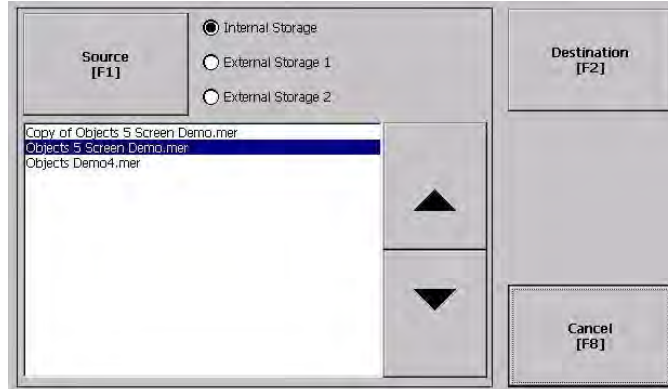 Source
[F1]
Internal Storage
External Storage 1
External Storage 2
Destination
[F2]
Copy of Objects 5 Screen Demo.mer
Objects 5 Screen Demo.mer
Objects Demo4.mer
Cancel
[F8]